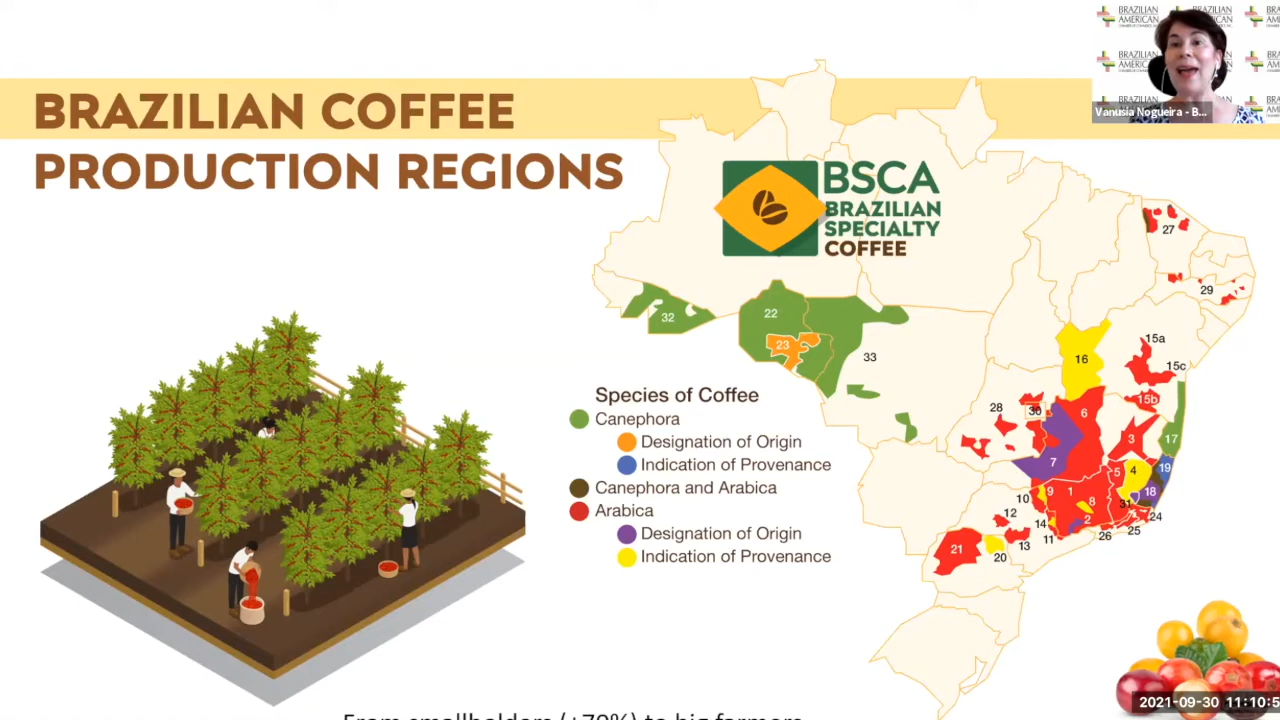 BRAZILIAN COFFEE
PRODUCTION REGIONS
BRAZILIAN
AMERICAN
Vanusia Nogueira - B...
BSCA
BRAZILIAN
SPECIALTY
COFFEE
27
29
32
22
23
33
16
15a
15c
15b
28
30
6
3
17
7
5
4
19
18
31
10
9
1
8
2
12
14
11
13
24
25
26
21
20
Species of Coffee
Canephora
Designation of Origin
Indication of Provenance
Canephora and Arabica
Arabica
Designation of Origin
Indication of Provenance
2021-09-30 11:10:5